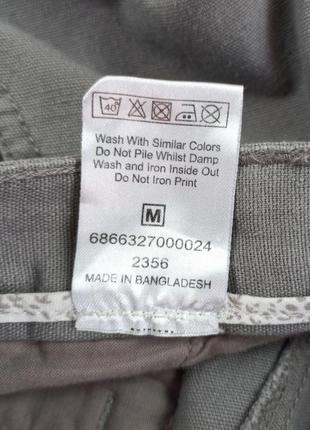 40
Wash With Similar Colors
Do Not Pile Whilst Damp
Wash and Iron Inside Out
Do Not Iron Print
M
6866327000024
2356
MADE IN BANGLADESH